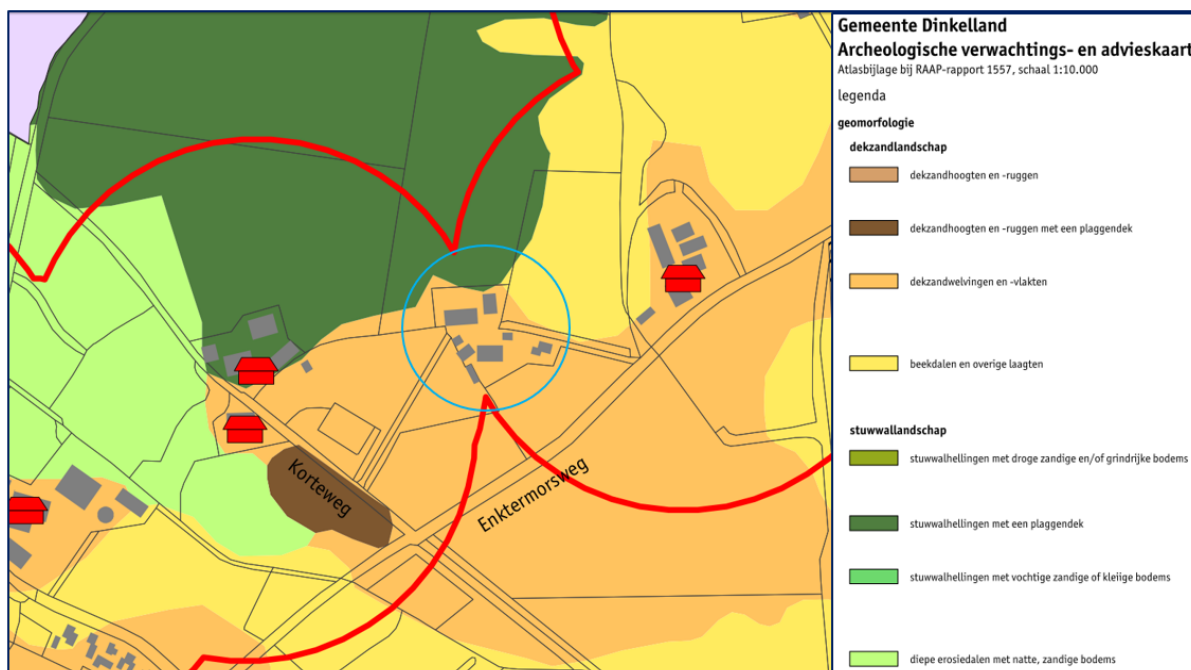 Gemeente Dinkelland
Archeologische verwachtings- en advieskaart
Atlasbijlage bij RAAP-rapport 1557, schaal 1:10.000
legenda
geomorfologie
dekzandlandschap
dekzandhoogten en -ruggen
dekzandhoogten en -ruggen met een plaggendek
dekzandwelvingen en -vlakten
beekdalen en overige laagten
stuwwallandschap
stuwwalhellingen met droge zandige en/of grindrijke bodems
stuwwalhellingen met een plaggendek
stuwwalhellingen met vochtige zandige of kleiige bodems
diepe erosiedalen met natte, zandige bodems
Korteweg
Enktermorsweg